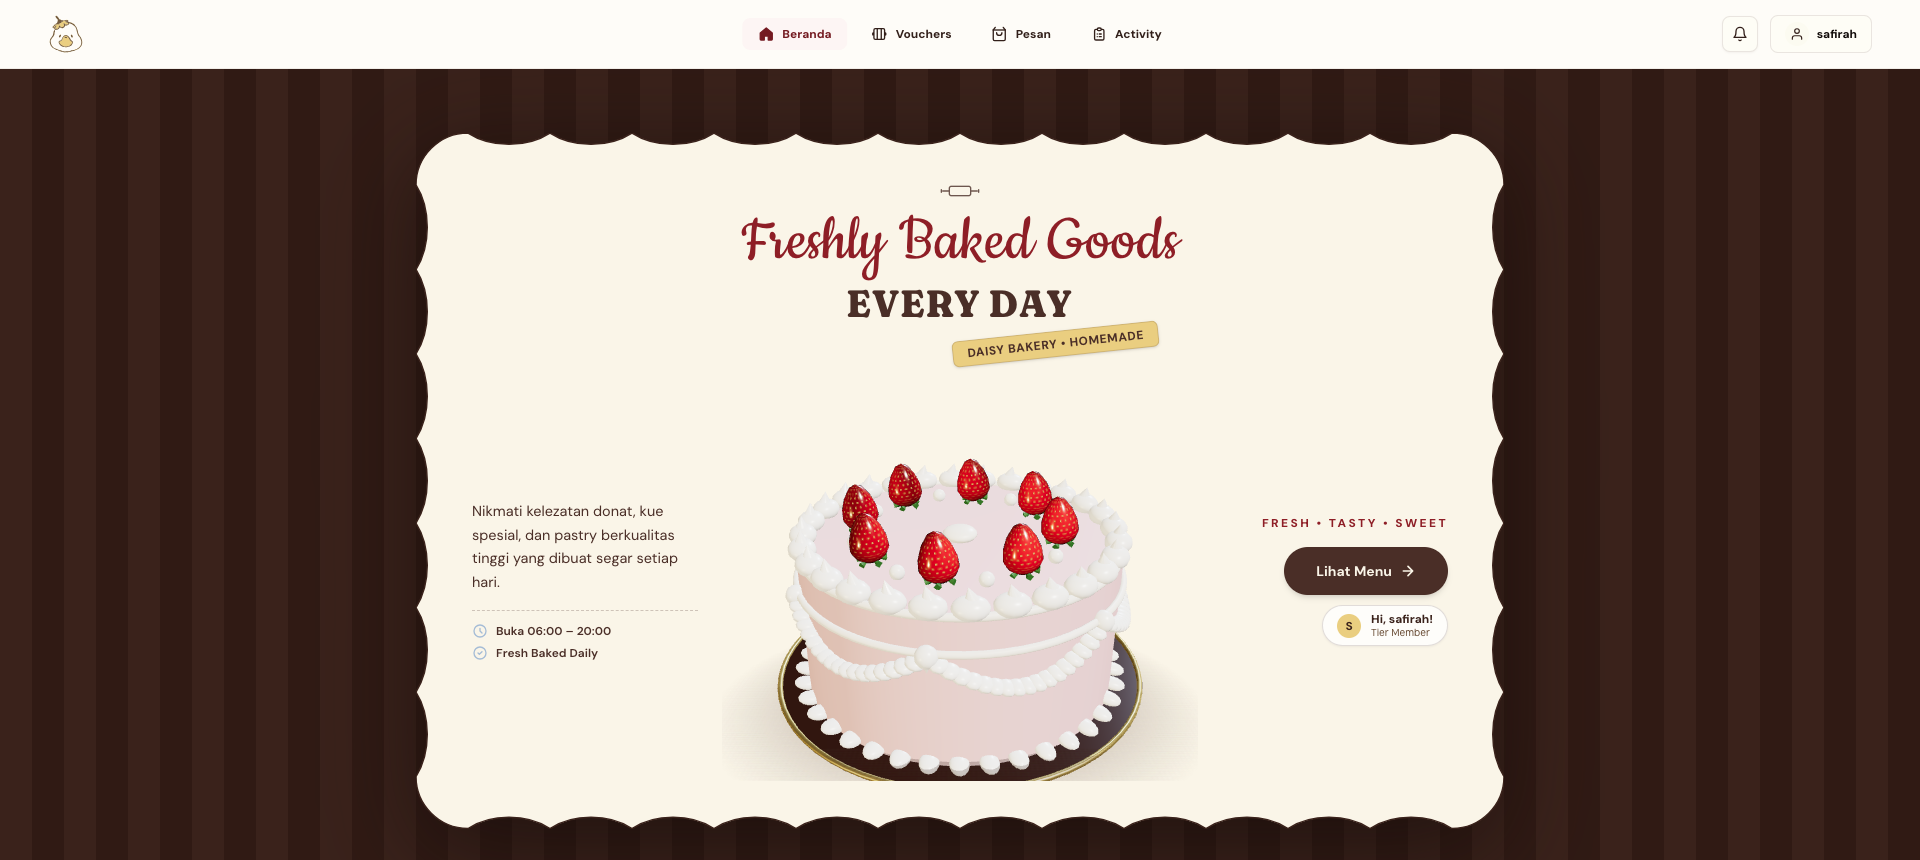 Beranda
Vouchers
Pesan
Activity
safirah
Freshly Baked Goods
EVERY DAY
DAISY BAKERY • HOMEMADE
Nikmati kelezatan donat, kue
spesial, dan pastry berkualitas
tinggi yang dibuat segar setiap
hari.
Buka 06:00 – 20:00
Fresh Baked Daily
FRESH • TASTY • SWEET
Lihat Menu
S
Hi, safirah!
Tier Member